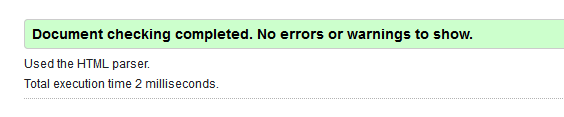 Document checking completed. No errors or warnings to show.
Used the HTML parser.
Total execution time 2 milliseconds.